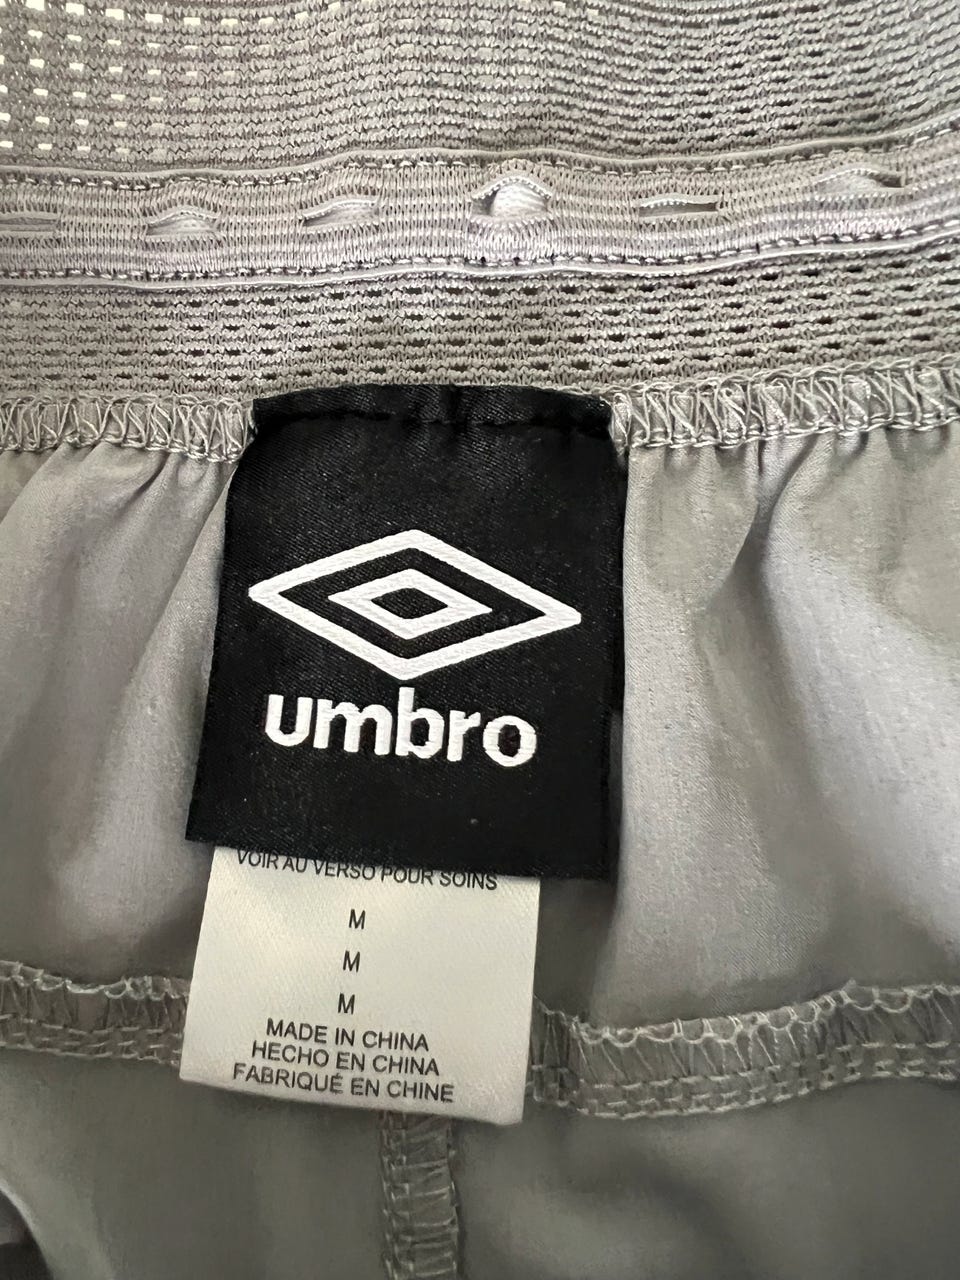 umbro
VOIR AU VERSO POUR SOINS
M
M
M
MADE IN CHINA
HECHO EN CHINA
FABRIQUÉ EN CHINE